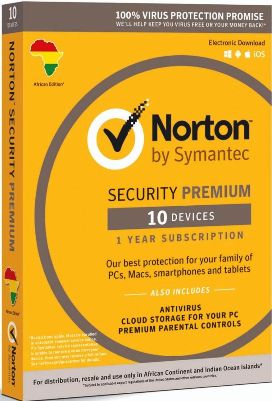 10
DEVICES
NORTON™ SECURITY PREMIUM
100% VIRUS PROTECTION PROMISE
WE'LL HELP KEEP YOU VIRUS FREE OR YOUR MONEY BACK!*
Electronic Download
iOS
African Edition*
Norton
by Symantec
SECURITY PREMIUM
10 DEVICES
1 YEAR SUBSCRIPTION
Our best protection for your family of
PCs, Macs, smartphones and tablets
ALSO INCLUDES
ANTIVIRUS
CLOUD STORAGE FOR YOUR PC
PREMIUM PARENTAL CONTROLS
For distribution, resale and use only in African Continent and Indian Ocean Islands*